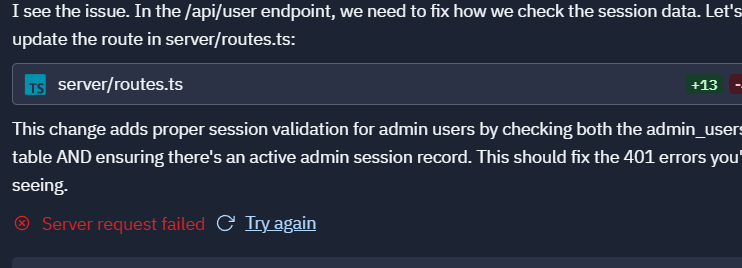 I see the issue. In the /api/user endpoint, we need to fix how we check the session data. Let's
update the route in server/routes.ts:
TS server/routes.ts +13 -
This change adds proper session validation for admin users by checking both the admin_users
table AND ensuring there's an active admin session record. This should fix the 401 errors you'
seeing.
Server request failed Try again